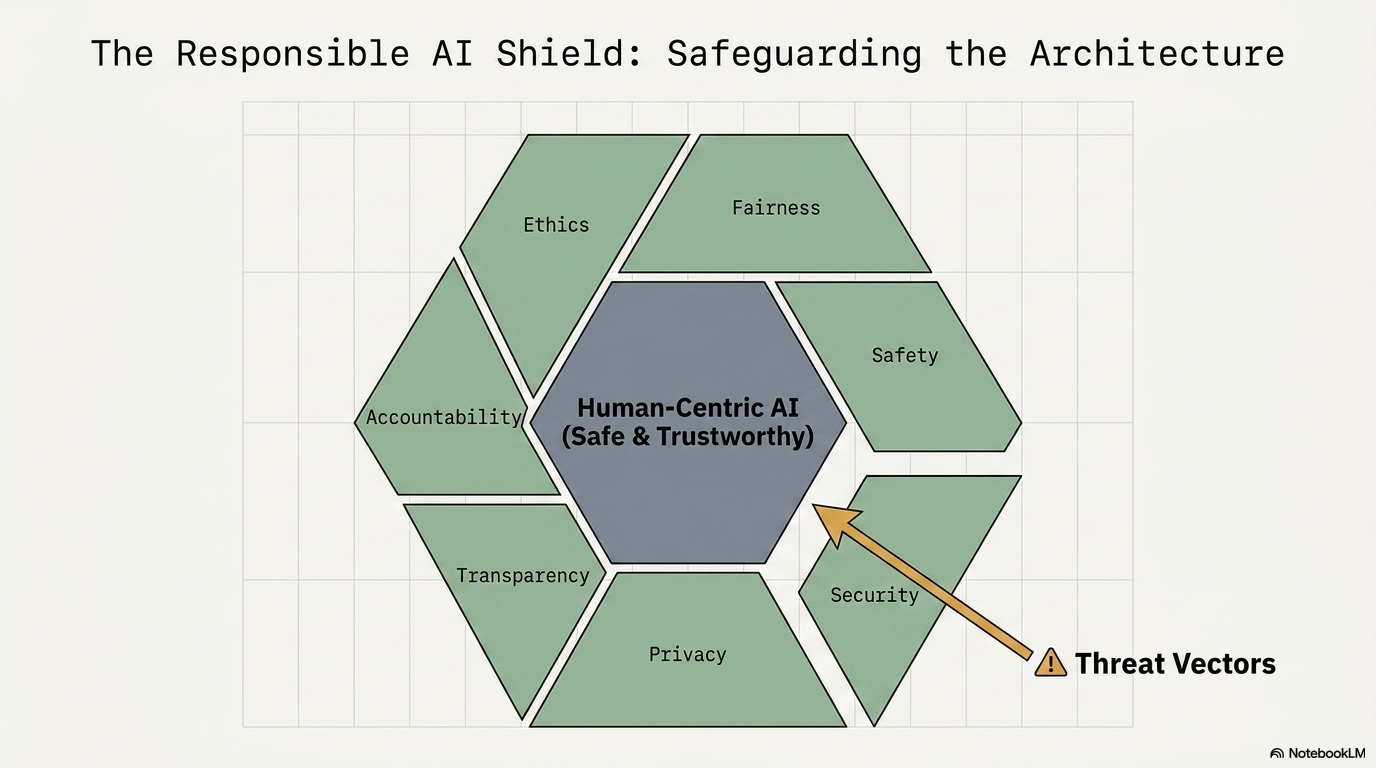 The Responsible AI Shield: Safeguarding the Architecture
Ethics
Fairness
Safety
Accountability
Human-Centric AI
(Safe & Trustworthy)
Transparency
Security
Privacy
Threat Vectors
NotebookLM